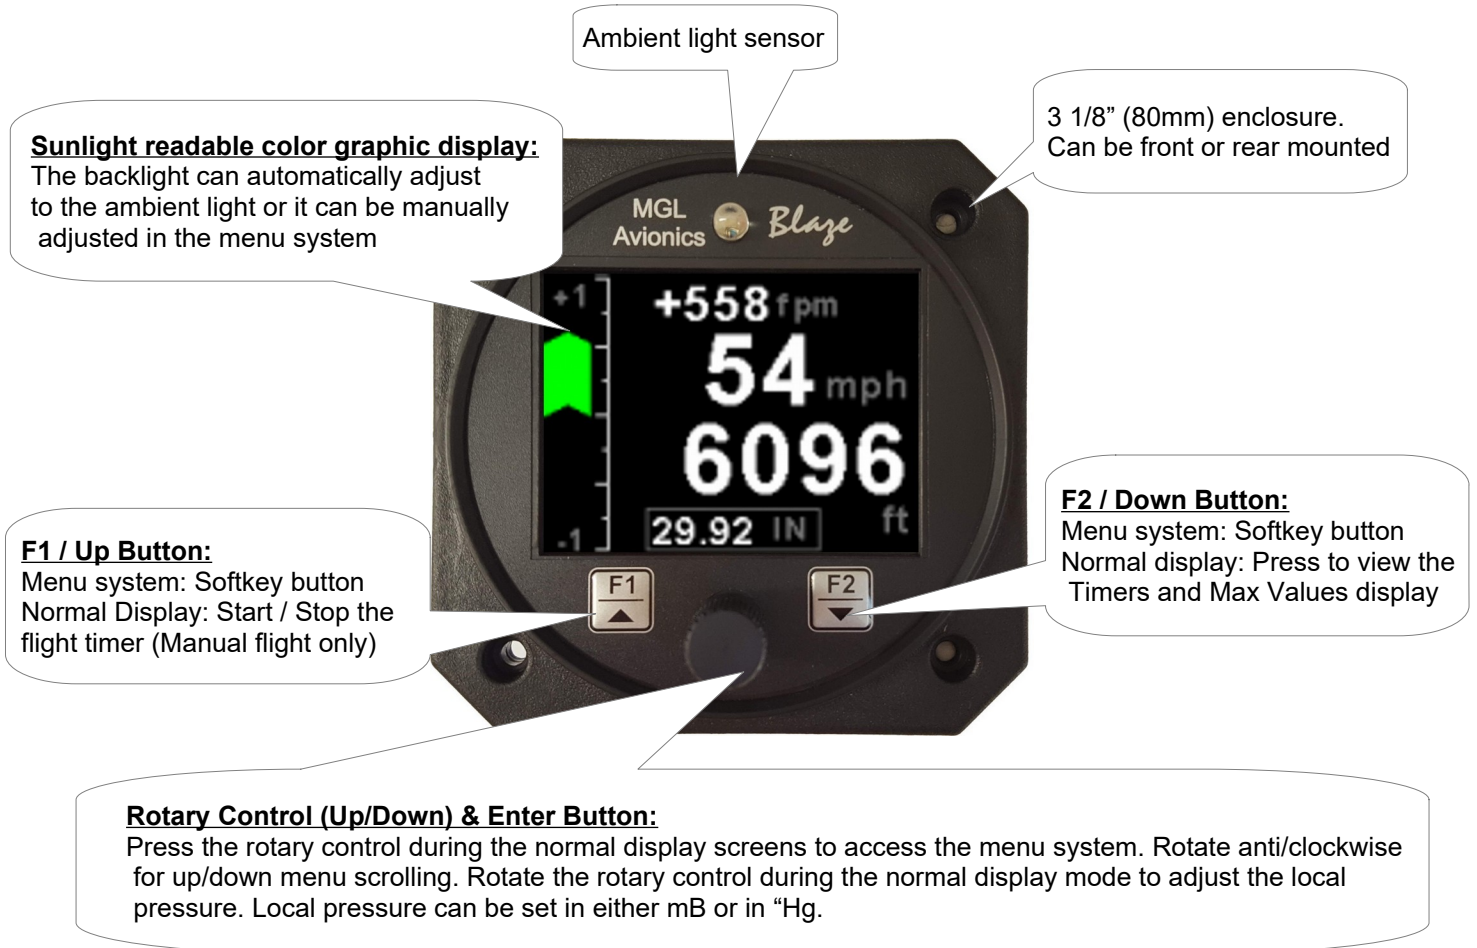 Ambient light sensor
3 1/8” (80mm) enclosure.
Can be front or rear mounted
Sunlight readable color graphic display:
The backlight can automatically adjust
to the ambient light or it can be manually
adjusted in the menu system
MGL
Avionics
Blaze
+1
+558 fpm
54 mph
6096
ft
-1
29.92 IN
F1 / Up Button:
Menu system: Softkey button
Normal Display: Start / Stop the
flight timer (Manual flight only)
F1
F2
F2 / Down Button:
Menu system: Softkey button
Normal display: Press to view the
Timers and Max Values display
Rotary Control (Up/Down) & Enter Button:
Press the rotary control during the normal display screens to access the menu system. Rotate anti/clockwise
for up/down menu scrolling. Rotate the rotary control during the normal display mode to adjust the local
pressure. Local pressure can be set in either mB or in “Hg.